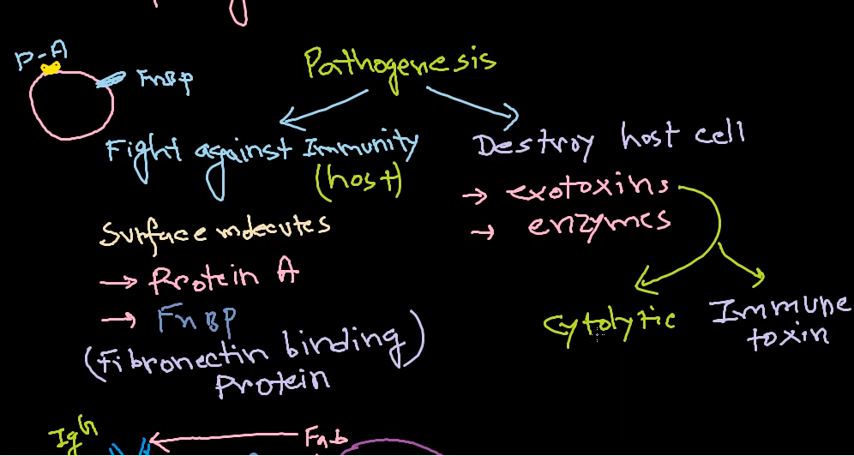 P-A
FnBP
Pathogenesis
Fight against Immunity
(host)
Surface molecules
→ Protein A
→ FnBP
(Fibronectin binding)
Protein
Destroy host cell
→ exotoxins
→ enzymes
Cytolytic
Immune
toxin
IgG
Fab